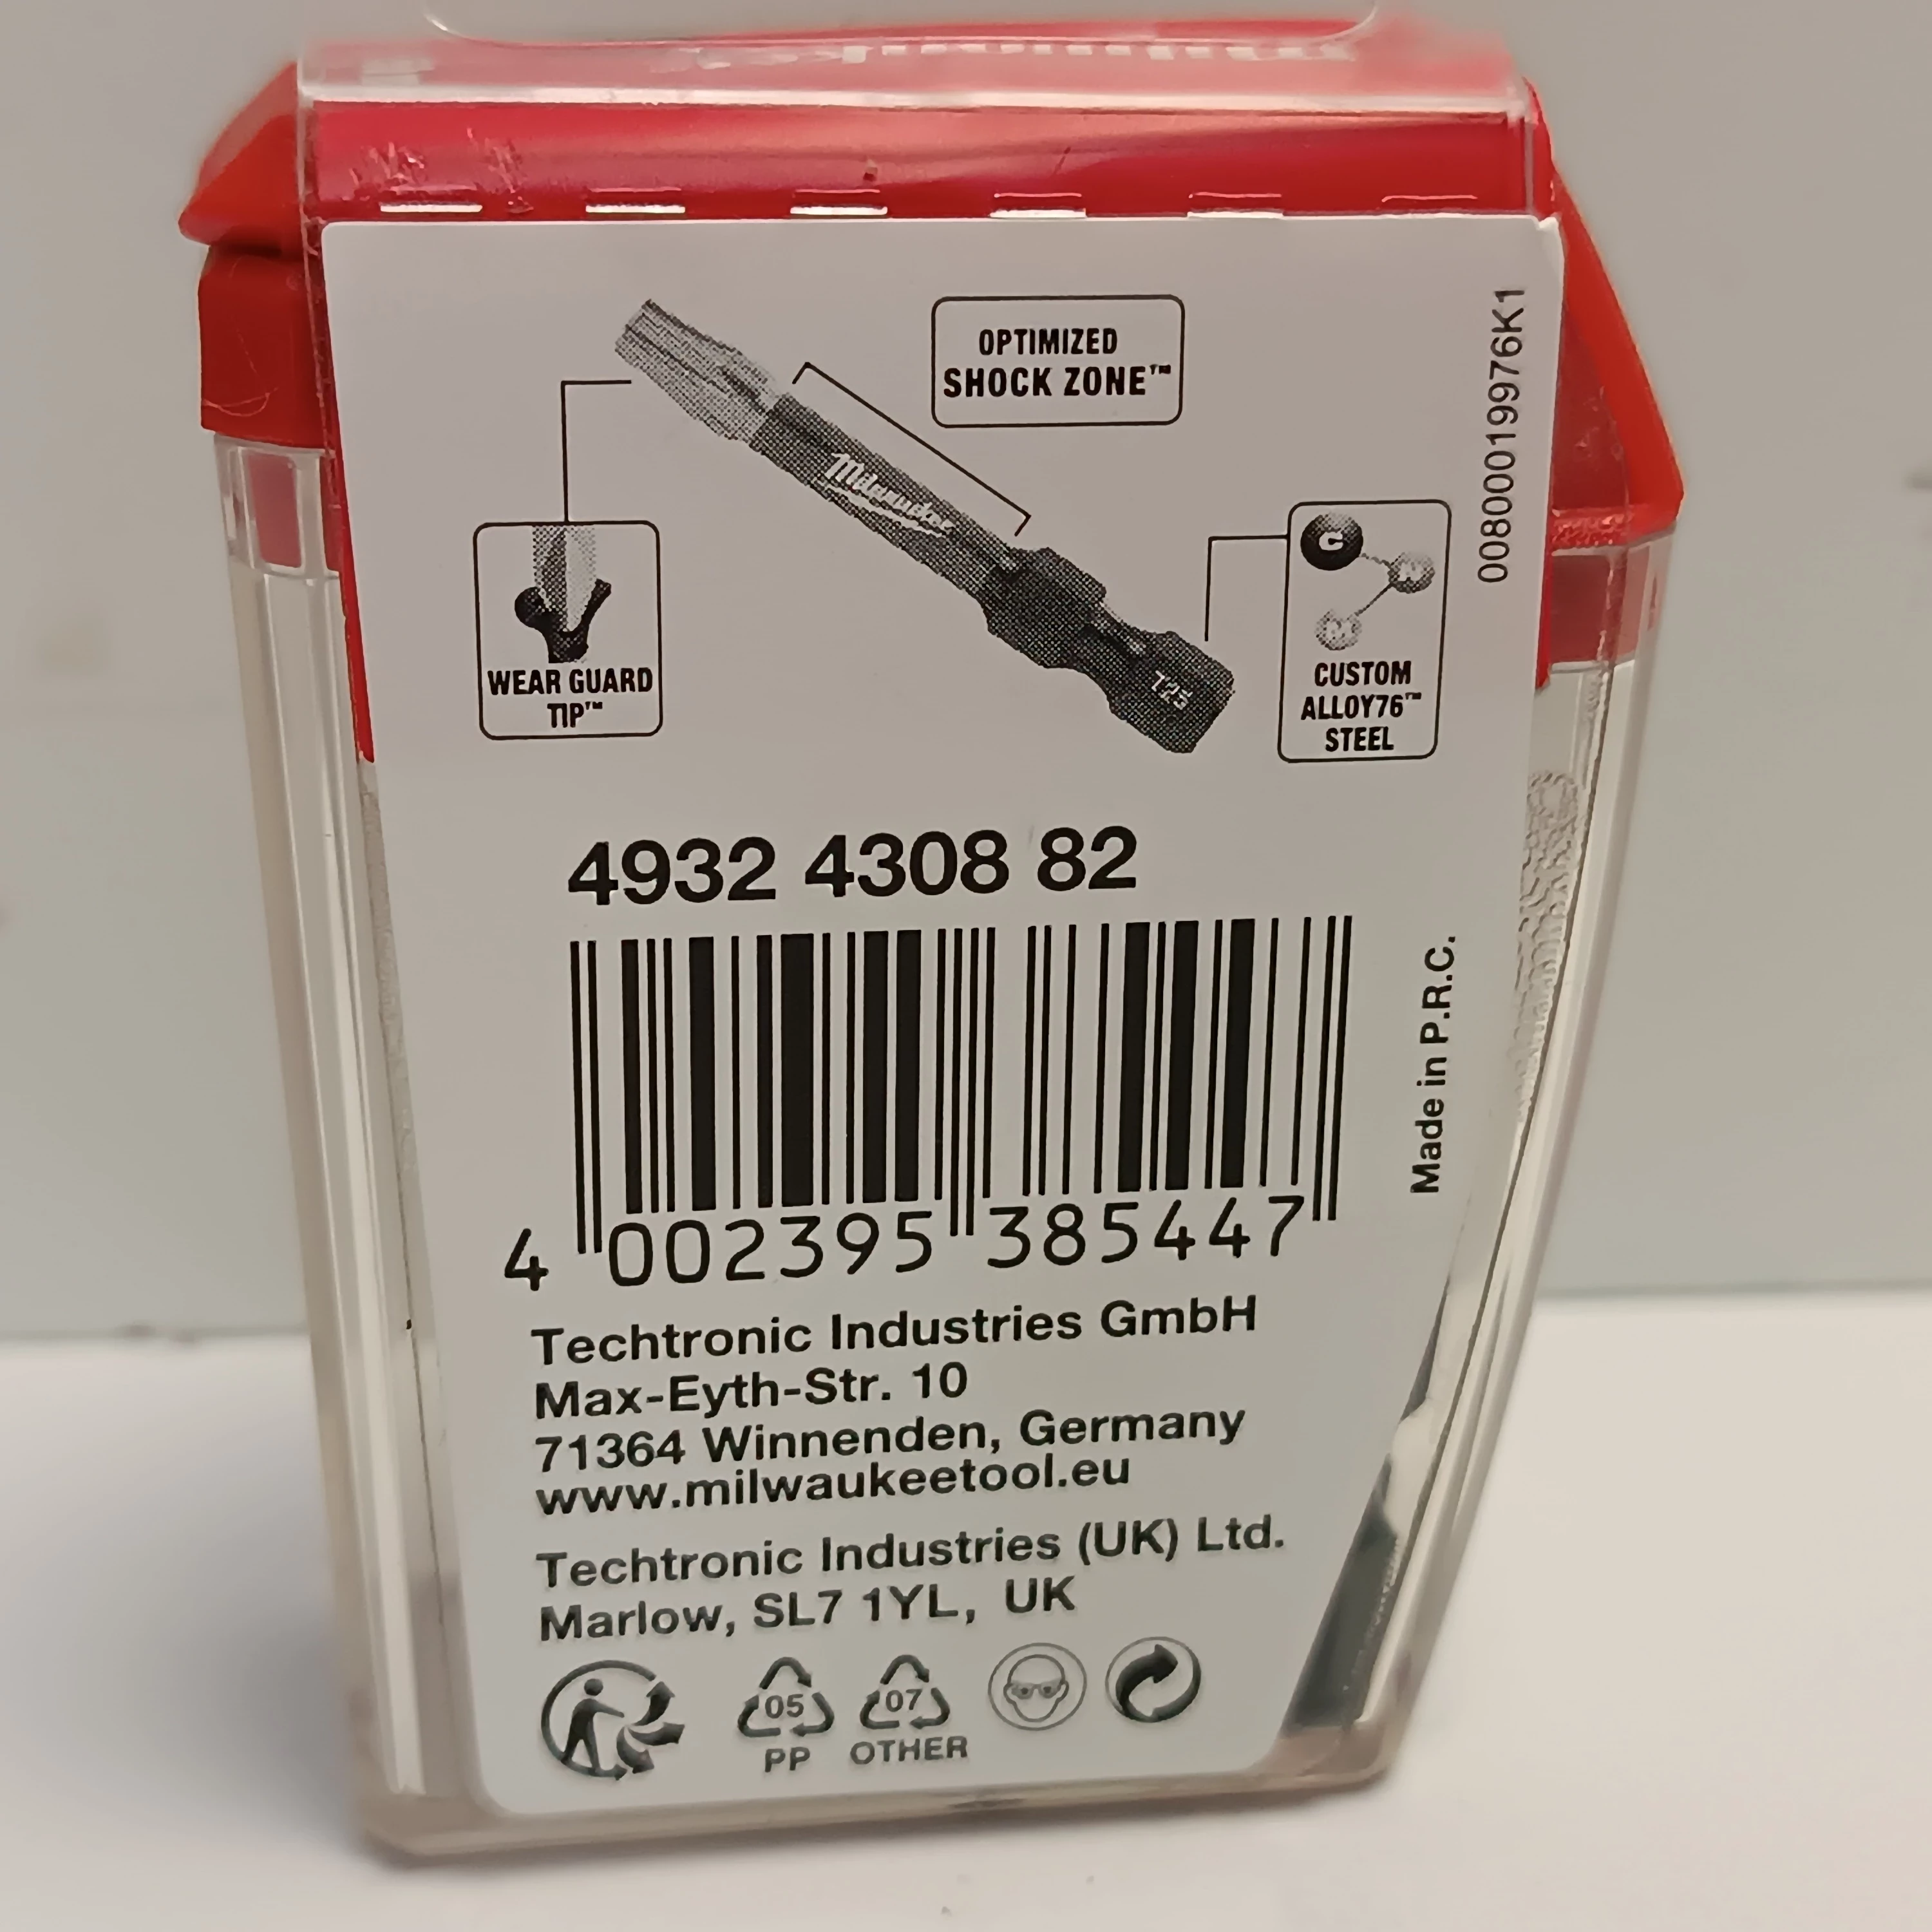 OPTIMIZED
SHOCK ZONE™
Milwaukee
WEAR GUARD
TIP™
T25
C
N
M
CUSTOM
ALLOY76™
STEEL
00800019976K1
4932 4308 82
4 002395 385447
Made in P.R.C.
Techtronic Industries GmbH
Max-Eyth-Str. 10
71364 Winnenden, Germany
www.milwaukeetool.eu
Techtronic Industries (UK) Ltd.
Marlow, SL7 1YL, UK
05
PP
07
OTHER